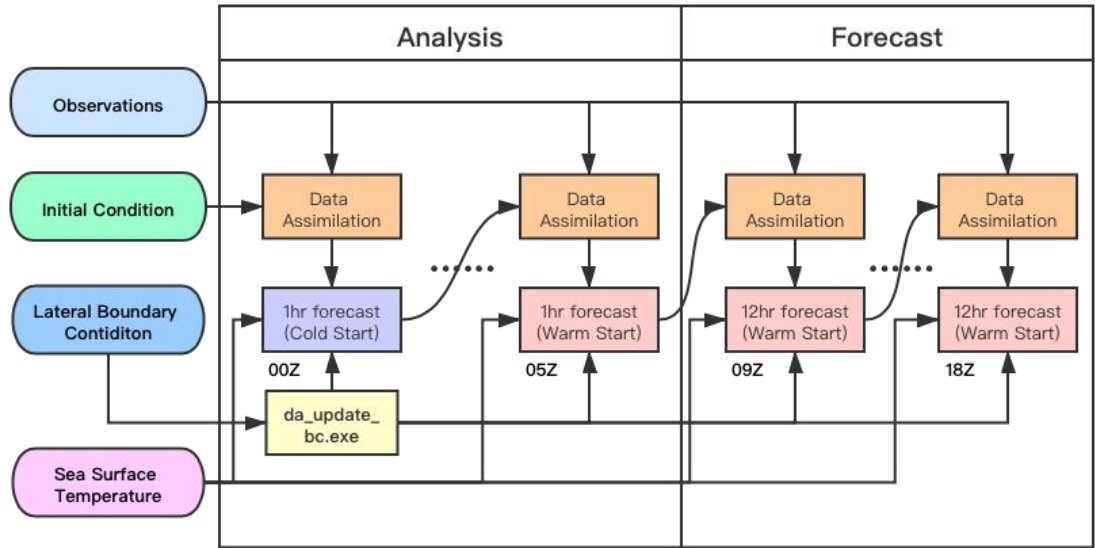 Analysis
Forecast
Observations
Initial Condition
Data
Assimilation
Data
Assimilation
Data
Assimilation
Data
Assimilation
Lateral Boundary
Contiditon
1hr forecast
(Cold Start)
1hr forecast
(Warm Start)
12hr forecast
(Warm Start)
12hr forecast
(Warm Start)
00Z
05Z
09Z
18Z
da_update_
bc.exe
Sea Surface
Temperature